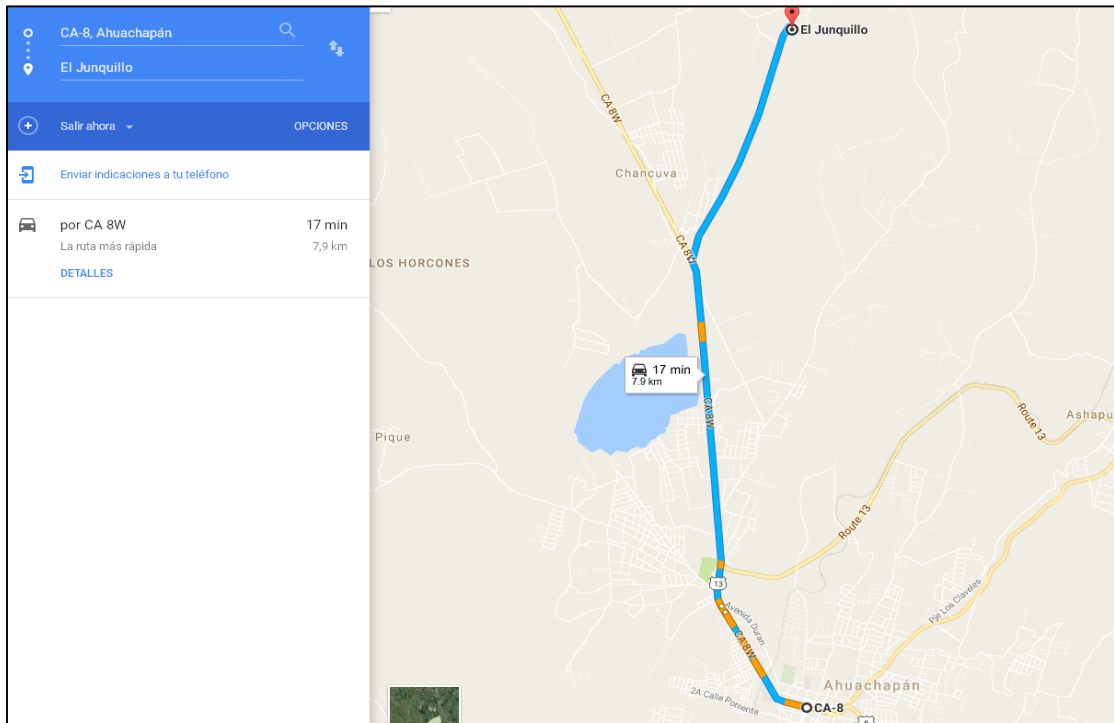 CA-8, Ahuachapán
El Junquillo
Salir ahora
OPCIONES
Enviar indicaciones a tu teléfono
por CA 8W
17 min
La ruta más rápida
7,9 km
DETALLES
El Junquillo
CA 8W
Chancuva
CA 8W
LOS HORCONES
17 min
7.9 km
CA 8W
Route 13
Ashapu
Pique
Route 13
13
Avenida Duran
CA 8W
Pje Los Claveles
Ahuachapán
2A Calle Poniente
CA-8
8